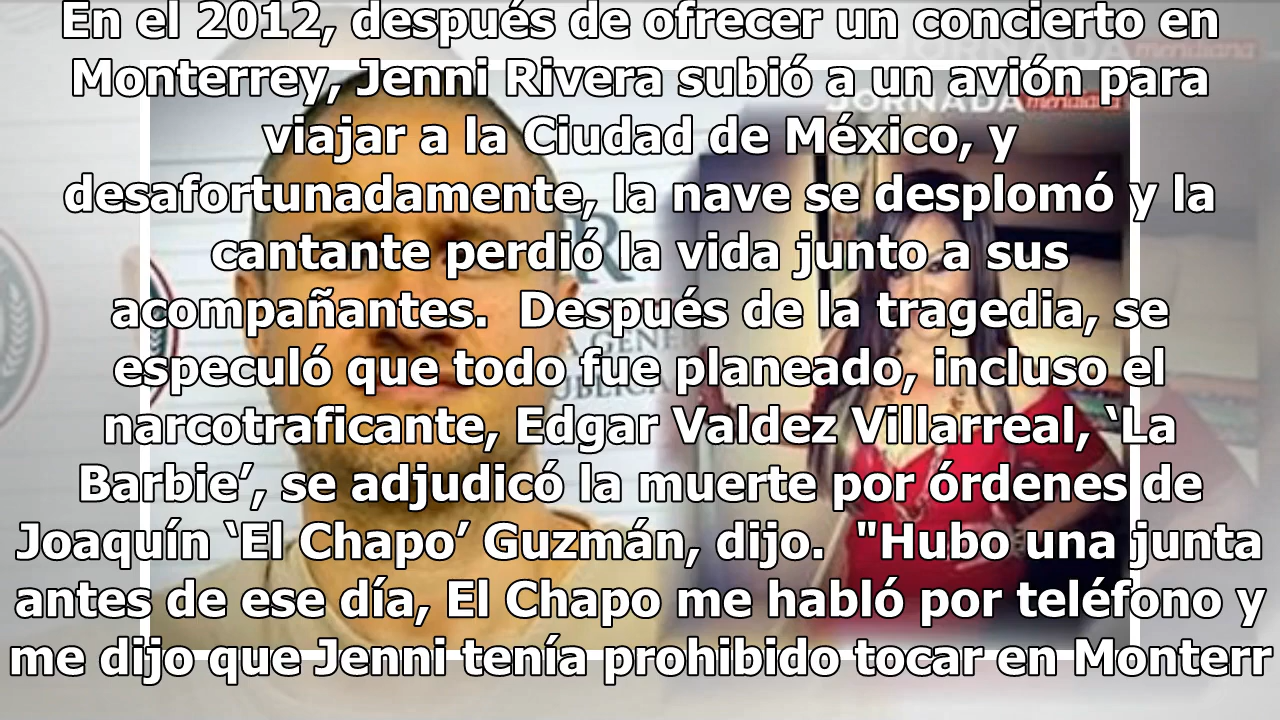 En el 2012, después de ofrecer un concierto en
Monterrey, Jenni Rivera subió a un avión para
viajar a la Ciudad de México, y
desafortunadamente, la nave se desplomó y la
cantante perdió la vida junto a sus
acompañantes.  Después de la tragedia, se
especuló que todo fue planeado, incluso el
narcotraficante, Edgar Valdez Villarreal, ‘La
Barbie’, se adjudicó la muerte por órdenes de
Joaquín ‘El Chapo’ Guzmán, dijo.  "Hubo una junta
antes de ese día, El Chapo me habló por teléfono y
me dijo que Jenni tenía prohibido tocar en Monterr
JORNADA meridiana